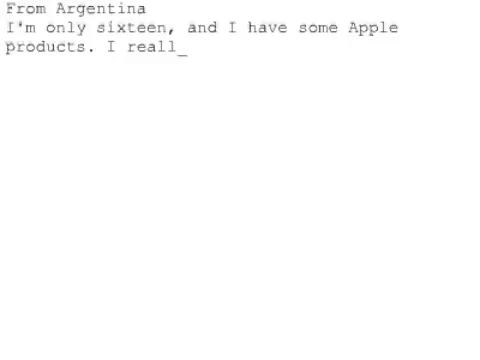 From Argentina
I'm only sixteen, and I have some Apple
products. I reall_